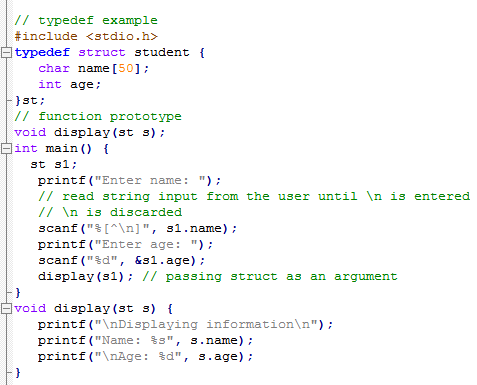 // typedef example
#include <stdio.h>
typedef struct student {
   char name[50];
   int age;
}st;
// function prototype
void display(st s);
int main() {
  st s1;
   printf("Enter name: ");
   // read string input from the user until \n is entered
   // \n is discarded
   scanf("%[^\n]", s1.name);
   printf("Enter age: ");
   scanf("%d", &s1.age);
   display(s1); // passing struct as an argument
}
void display(st s) {
   printf("\nDisplaying information\n");
   printf("Name: %s", s.name);
   printf("\nAge: %d", s.age);
}